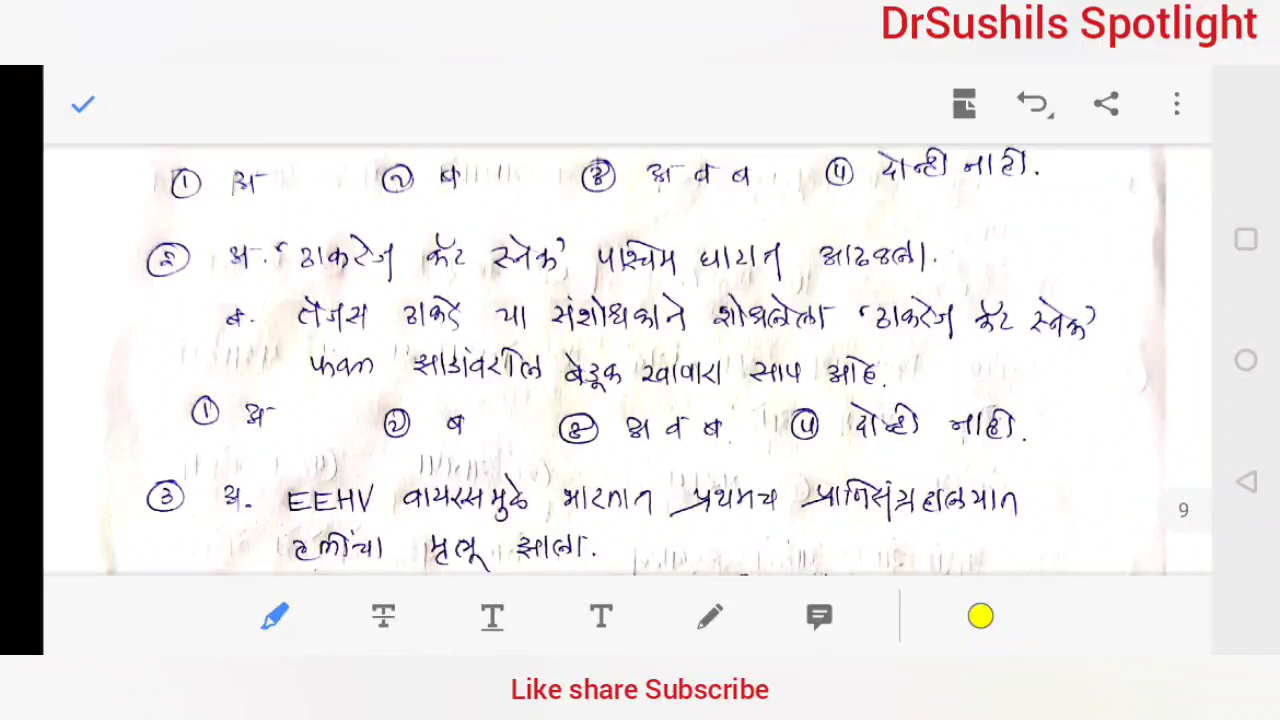 DrSushils Spotlight
① अ ② ब ③ अ व ब ④ दोन्ही नाही.
② अ. 'ठाकरेज् कॅट स्नेक' पश्चिम घाटात आढळला.
ब. तेजस ठाकरे या संशोधकाने शोधलेला 'ठाकरेज् कॅट स्नेक'
फक्त झाडांवरील बेडूक खाणारा साप आहे.
① अ ② ब ③ अ व ब ④ दोन्ही नाही.
③ अ. EEHV वायरसमुळे भारतात प्रथमच प्राणिसंग्रहालयात
हत्तींचा मृत्यू झाला.
9
T T T
Like share Subscribe